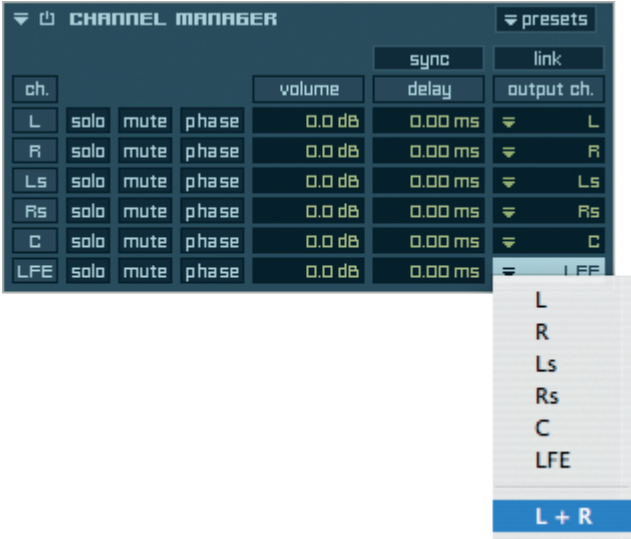 CHANNEL MANAGER presets
sync link
ch. volume delay output ch.
L solo mute phase 0.0 dB 0.00 ms L
R solo mute phase 0.0 dB 0.00 ms R
Ls solo mute phase 0.0 dB 0.00 ms Ls
Rs solo mute phase 0.0 dB 0.00 ms Rs
C solo mute phase 0.0 dB 0.00 ms C
LFE solo mute phase 0.0 dB 0.00 ms LFE
L
R
Ls
Rs
C
LFE
L + R